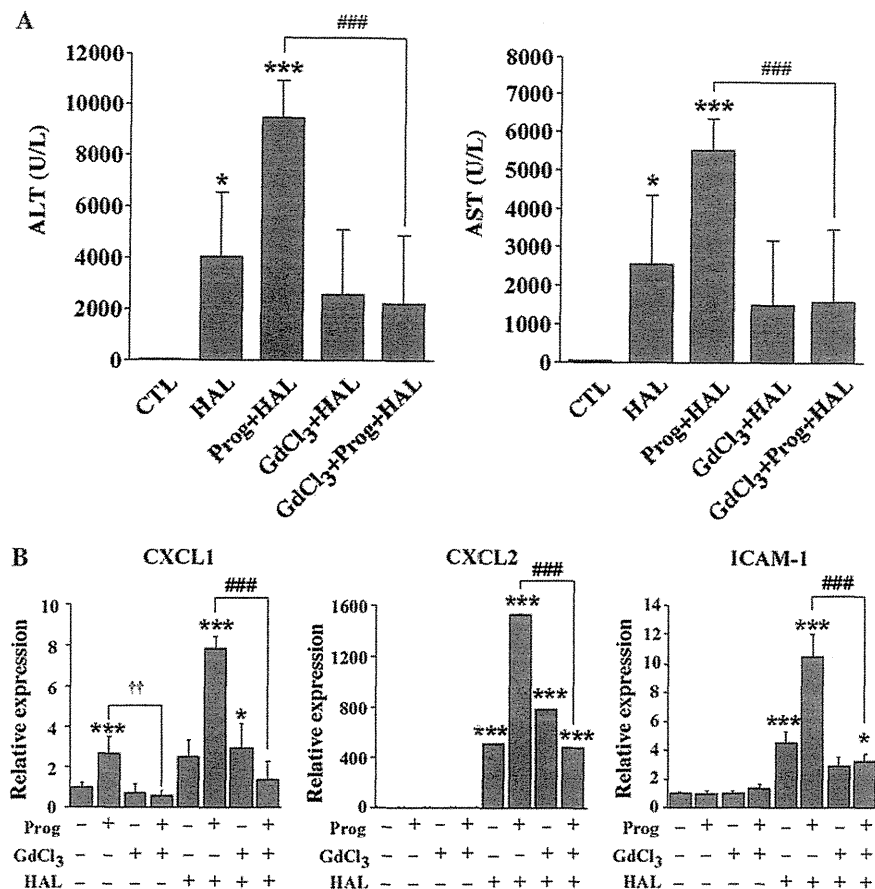 A
###
###
12000
10000
8000
6000
4000
2000
0
ALT (U/L)
*
***
CTL
HAL
Prog+HAL
GdCl3+HAL
GdCl3+Prog+HAL
8000
7000
6000
5000
4000
3000
2000
1000
0
AST (U/L)
*
***
CTL
HAL
Prog+HAL
GdCl3+HAL
GdCl3+Prog+HAL
B
CXCL1
CXCL2
ICAM-1
10
8
6
4
2
0
Relative expression
***
††
***
###
*
1600
1200
800
400
0
Relative expression
***
***
###
***
***
14
12
10
8
6
4
2
0
Relative expression
***
***
###
*
Prog − + − + − + − +
− + − + − + − +
Prog − + − + − + − +
GdCl3 − − + + − − + +
GdCl3 − − + + − − + +
GdCl3 − − + + − − + +
HAL − − − − + + + +
HAL − − − − + + + +
HAL − − − − + + + +